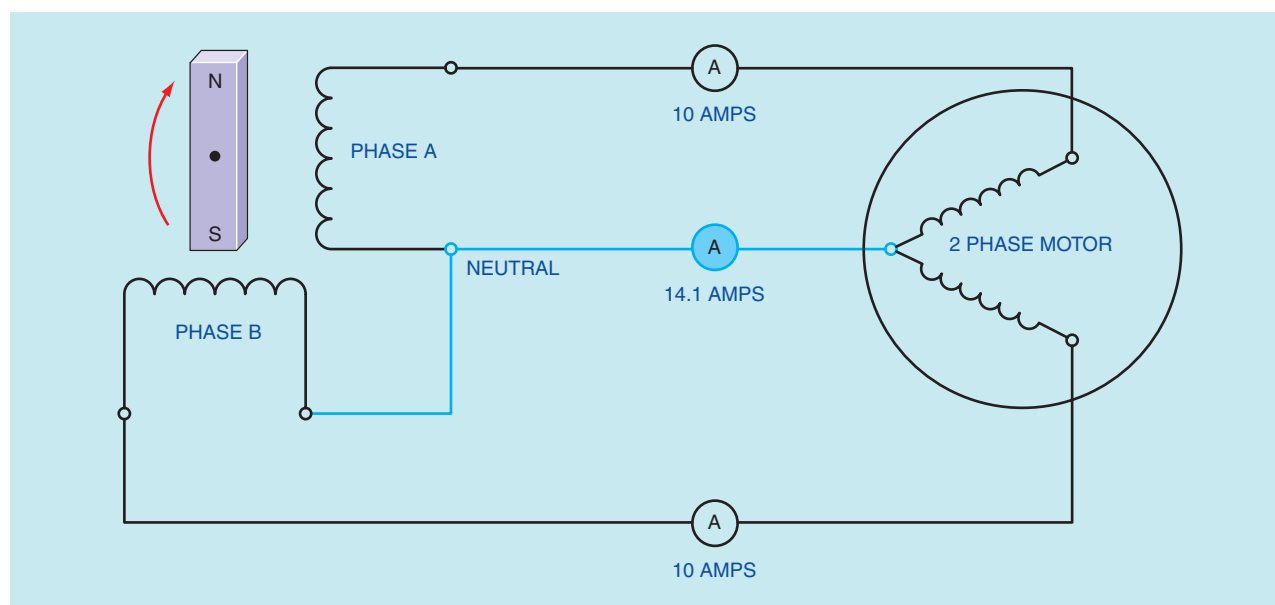 N
A
10 AMPS
PHASE A
S
A
2 PHASE MOTOR
NEUTRAL
14.1 AMPS
PHASE B
A
10 AMPS